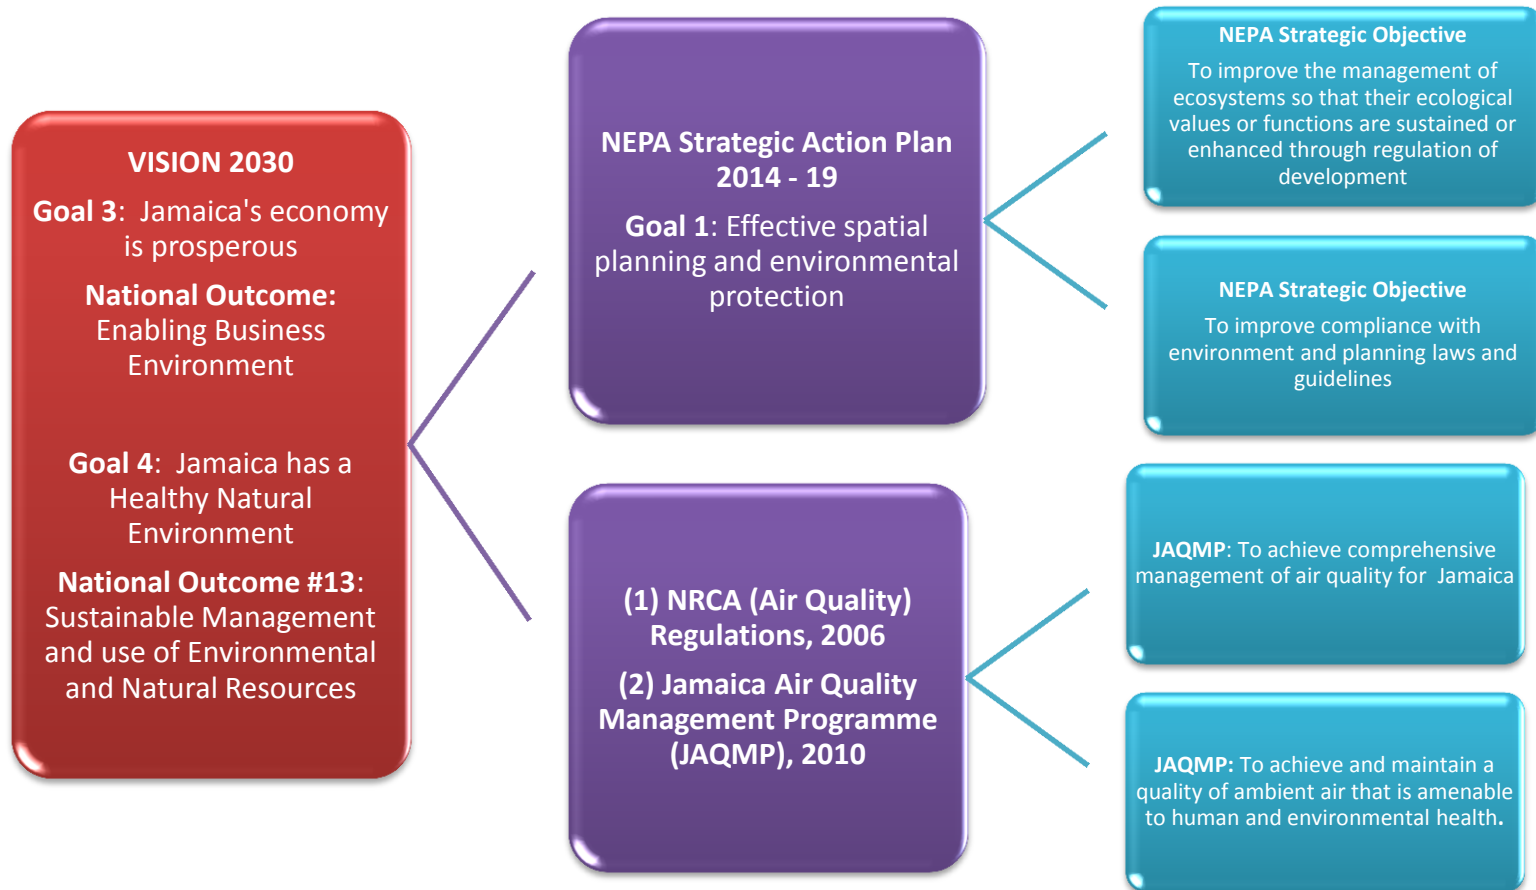 VISION 2030
Goal 3:  Jamaica's economy
is prosperous
National Outcome:
Enabling Business
Environment
Goal 4:  Jamaica has a
Healthy Natural
Environment
National Outcome #13:
Sustainable Management
and use of Environmental
and Natural Resources
NEPA Strategic Action Plan
2014 - 19
Goal 1: Effective spatial
planning and environmental
protection
(1) NRCA (Air Quality)
Regulations, 2006
(2) Jamaica Air Quality
Management Programme
(JAQMP), 2010
NEPA Strategic Objective
To improve the management of
ecosystems so that their ecological
values or functions are sustained or
enhanced through regulation of
development
NEPA Strategic Objective
To improve compliance with
environment and planning laws and
guidelines
JAQMP: To achieve comprehensive
management of air quality for  Jamaica
JAQMP: To achieve and maintain a
quality of ambient air that is amenable
to human and environmental health.